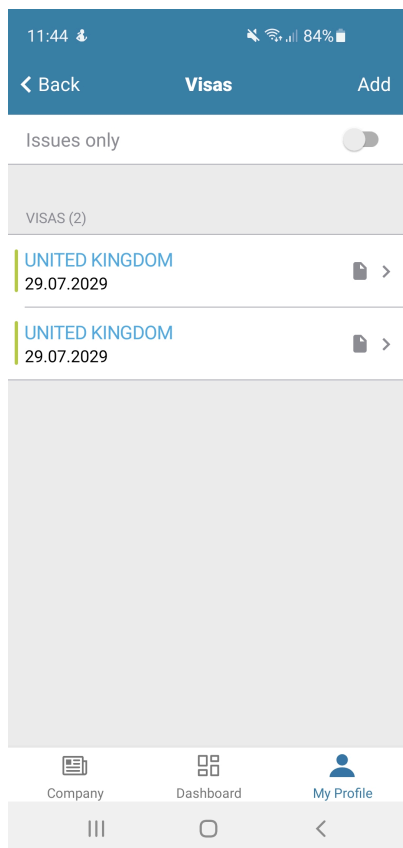 11:44 84%
Back Visas Add
Issues only
VISAS (2)
UNITED KINGDOM
29.07.2029
UNITED KINGDOM
29.07.2029
Company Dashboard My Profile